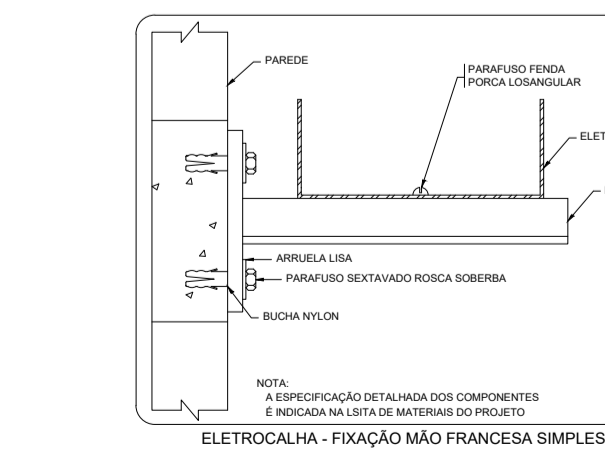 PAREDE
PARAFUSO FENDA
PORCA LOSANGULAR
ARRUELA LISA
PARAFUSO SEXTAVADO ROSCA SOBERBA
BUCHA NYLON
NOTA:
A ESPECIFICAÇÃO DETALHADA DOS COMPONENTES
É INDICADA NA LSITA DE MATERIAIS DO PROJETO
ELETROCALHA - FIXAÇÃO MÃO FRANCESA SIMPLES